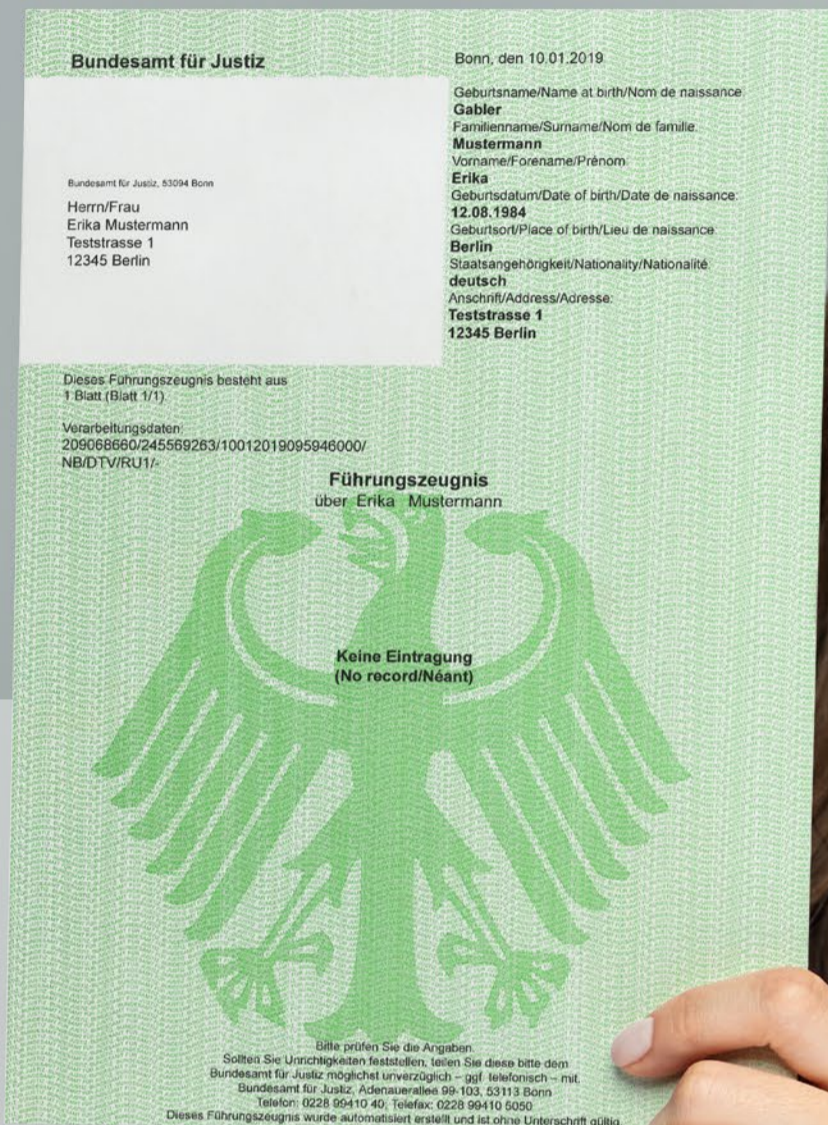 Bundesamt für Justiz
Bonn, den 10.01.2019
Geburtsname/Name at birth/Nom de naissance:
Gabler
Familienname/Surname/Nom de famille:
Mustermann
Vorname/Forename/Prénom:
Erika
Geburtsdatum/Date of birth/Date de naissance:
12.08.1984
Geburtsort/Place of birth/Lieu de naissance:
Berlin
Staatsangehörigkeit/Nationality/Nationalité:
deutsch
Anschrift/Address/Adresse:
Teststrasse 1
12345 Berlin
Bundesamt für Justiz, 53094 Bonn
Herrn/Frau
Erika Mustermann
Teststrasse 1
12345 Berlin
Dieses Führungszeugnis besteht aus
1 Blatt (Blatt 1/1).
Verarbeitungsdaten:
209068660/245569263/10012019095946000/
NB/DTV/RU1/-
Führungszeugnis
über Erika Mustermann
Keine Eintragung
(No record/Néant)
Bitte prüfen Sie die Angaben.
Sollten Sie Unrichtigkeiten feststellen, teilen Sie diese bitte dem
Bundesamt für Justiz möglichst unverzüglich – ggf. telefonisch – mit.
Bundesamt für Justiz, Adenauerallee 99-103, 53113 Bonn
Telefon: 0228 99410 40; Telefax: 0228 99410 5050
Dieses Führungszeugnis wurde automatisiert erstellt und ist ohne Unterschrift gültig.